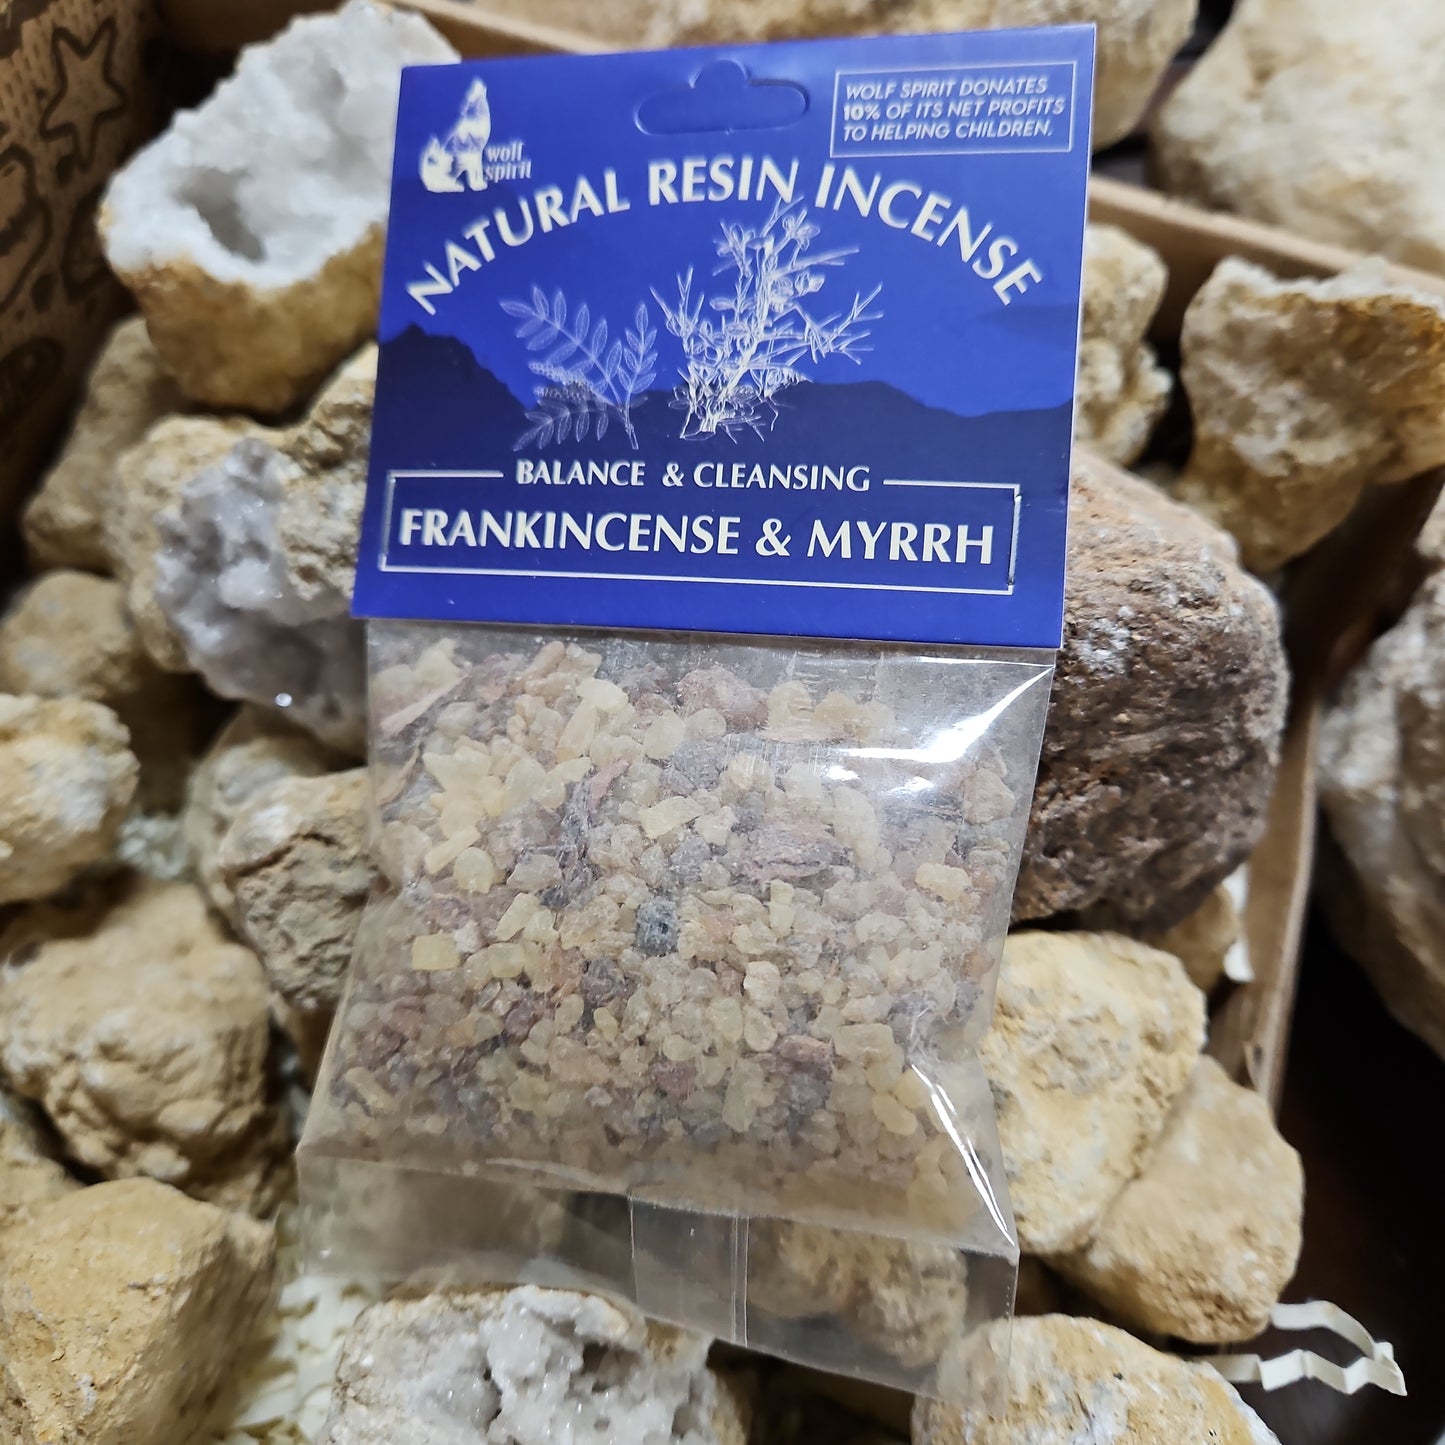 wolf
spirit
WOLF SPIRIT DONATES
10% OF ITS NET PROFITS
TO HELPING CHILDREN.
NATURAL RESIN INCENSE
BALANCE & CLEANSING
FRANKINCENSE & MYRRH